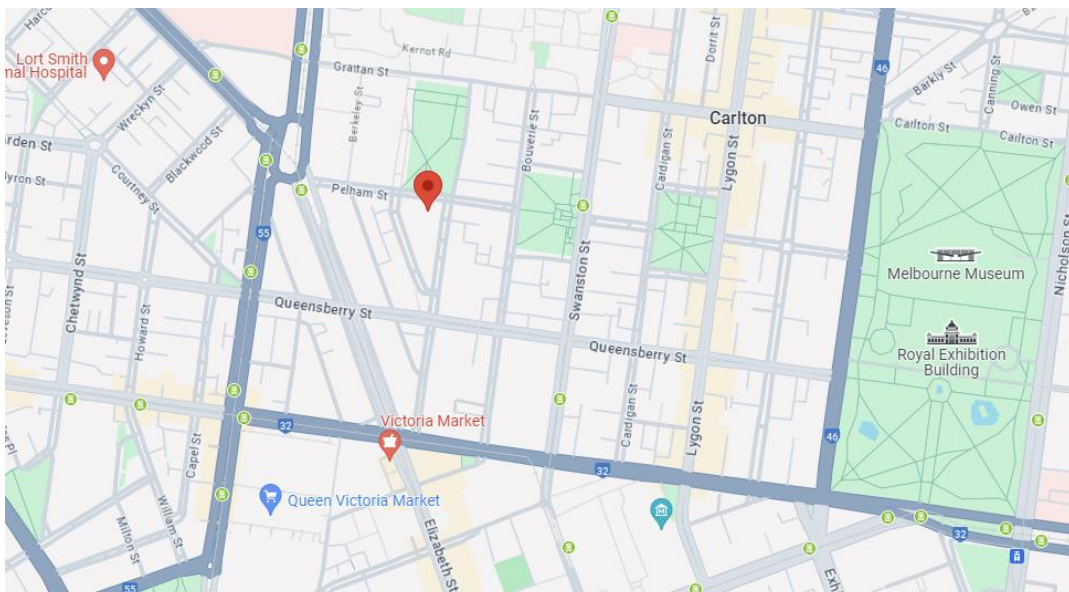 Lort Smith
mal Hospital
Wreckyn St
Blackwood St
Courtney St
arden St
Byron St
Chetwynd St
Howard St
Capel St
William St
Milton St
Kernot Rd
Grattan St
Berkeley St
Pelham St
Bouverie St
Swanston St
Cardigan St
Dorrit St
Carlton
Lygon St
46
Barkly St
Canning St
Owen St
Carlton St
Carlton St
Nicholson St
Melbourne Museum
Royal Exhibition
Building
55
Queensberry St
Queensberry St
Cardigan St
Lygon St
46
32
Victoria Market
32
Queen Victoria Market
Elizabeth St
32
55